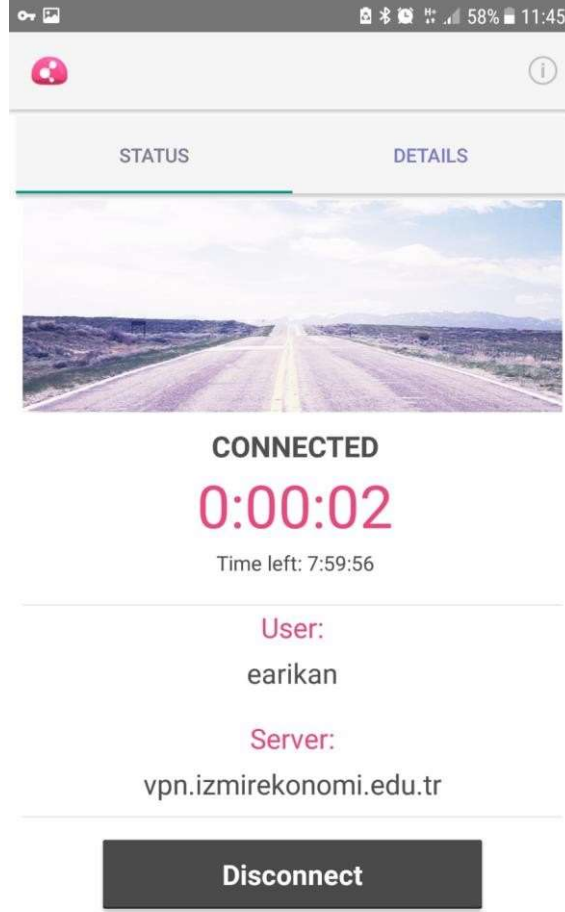 H+ 58% 11:45
STATUS DETAILS
CONNECTED
0:00:02
Time left: 7:59:56
User:
earikan
Server:
vpn.izmirekonomi.edu.tr
Disconnect